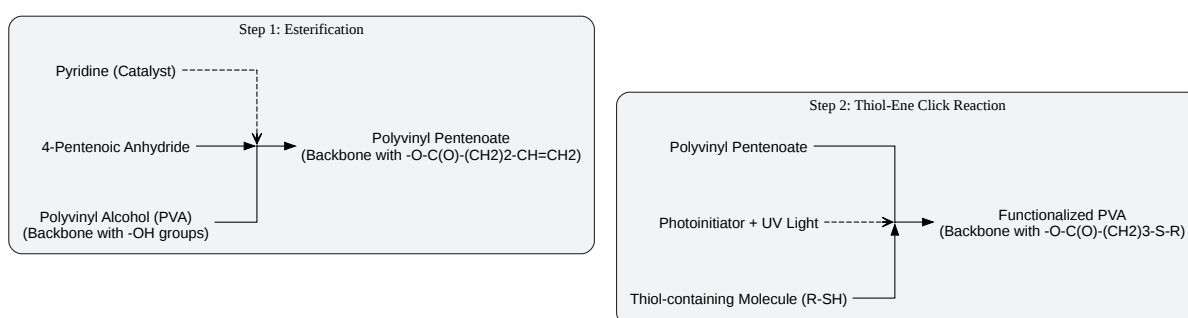 Step 1: Esterification
Pyridine (Catalyst)
4-Pentenoic Anhydride
Polyvinyl Alcohol (PVA)
(Backbone with -OH groups)
Polyvinyl Pentenoate
(Backbone with -O-C(O)-(CH2)2-CH=CH2)
Step 2: Thiol-Ene Click Reaction
Polyvinyl Pentenoate
Photoinitiator + UV Light
Thiol-containing Molecule (R-SH)
Functionalized PVA
(Backbone with -O-C(O)-(CH2)3-S-R)